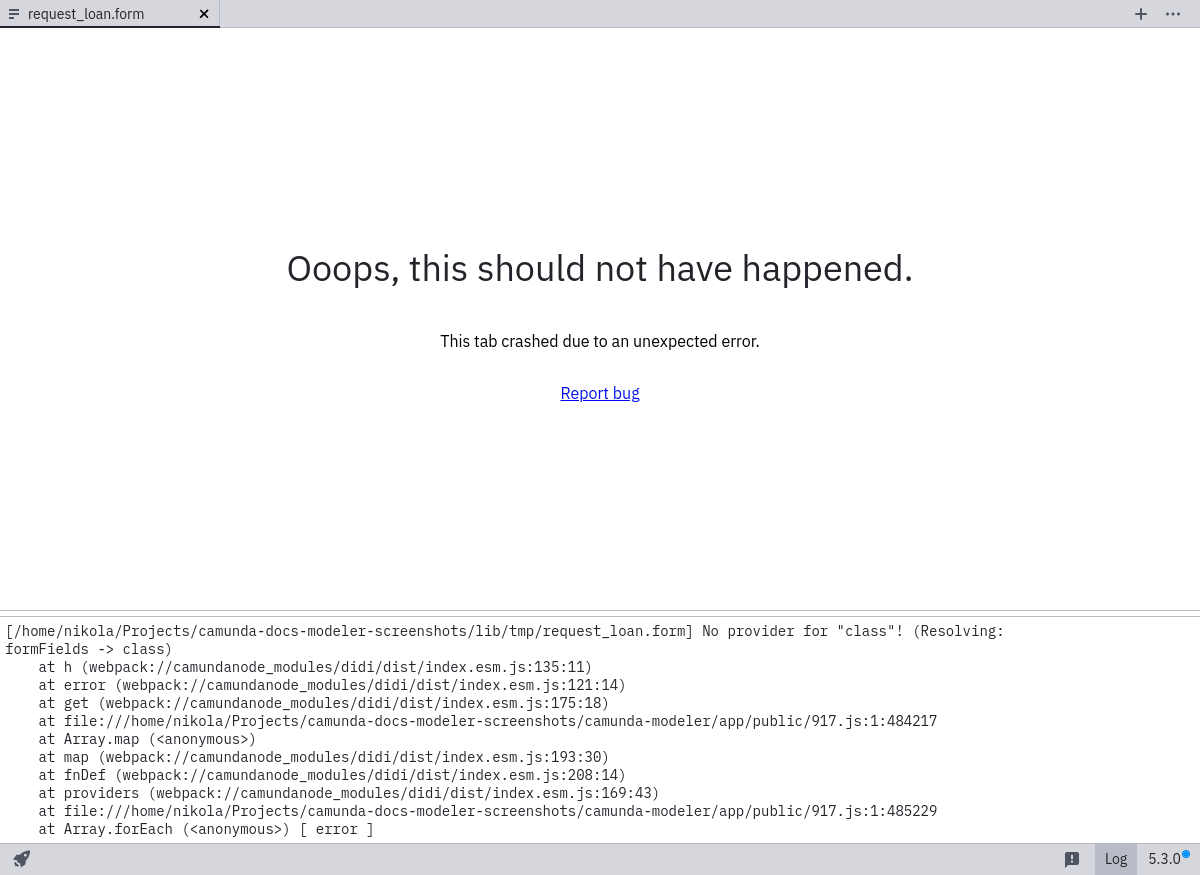 request_loan.form
Ooops, this should not have happened.
This tab crashed due to an unexpected error.
Report bug
[/home/nikola/Projects/camunda-docs-modeler-screenshots/lib/tmp/request_loan.form] No provider for "class"! (Resolving:
formFields -> class)
    at h (webpack://camundanode_modules/didi/dist/index.esm.js:135:11)
    at error (webpack://camundanode_modules/didi/dist/index.esm.js:121:14)
    at get (webpack://camundanode_modules/didi/dist/index.esm.js:175:18)
    at file:///home/nikola/Projects/camunda-docs-modeler-screenshots/camunda-modeler/app/public/917.js:1:484217
    at Array.map (<anonymous>)
    at map (webpack://camundanode_modules/didi/dist/index.esm.js:193:30)
    at fnDef (webpack://camundanode_modules/didi/dist/index.esm.js:208:14)
    at providers (webpack://camundanode_modules/didi/dist/index.esm.js:169:43)
    at file:///home/nikola/Projects/camunda-docs-modeler-screenshots/camunda-modeler/app/public/917.js:1:485229
    at Array.forEach (<anonymous>) [ error ]
Log
5.3.0